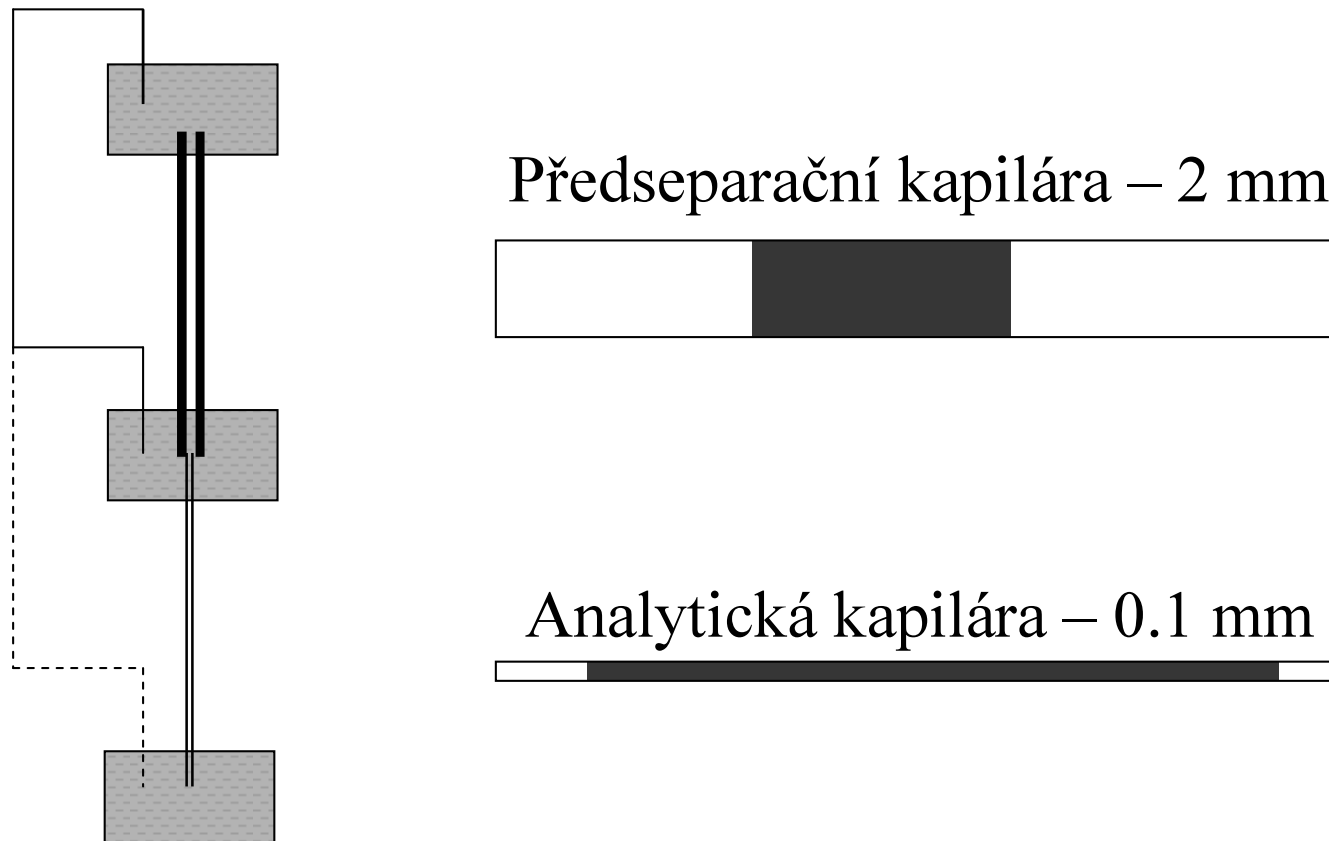 Předseparační kapilára – 2 mm
Analytická kapilára – 0.1 mm